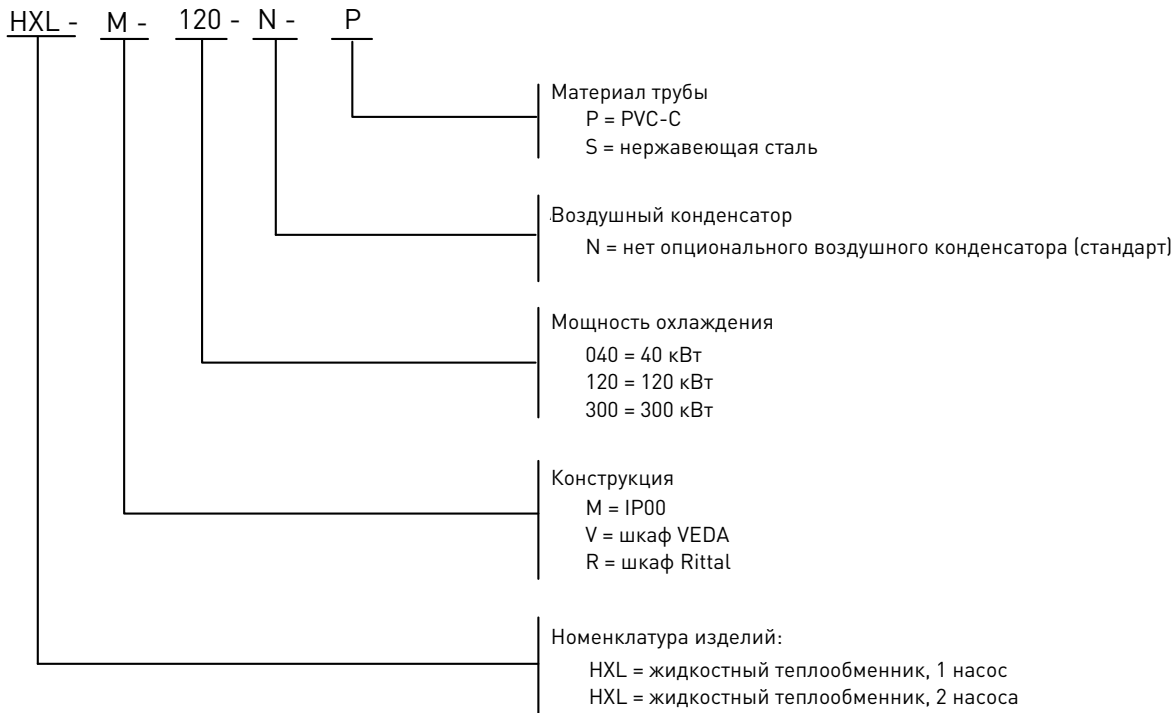 HXL - M - 120 - N - P
Материал трубы
P = PVC-C
S = нержавеющая сталь
Воздушный конденсатор
N = нет опционального воздушного конденсатора (стандарт)
Мощность охлаждения
040 = 40 кВт
120 = 120 кВт
300 = 300 кВт
Конструкция
M = IP00
V = шкаф VEDA
R = шкаф Rittal
Номенклатура изделий:
HXL = жидкостный теплообменник, 1 насос
HXL = жидкостный теплообменник, 2 насоса